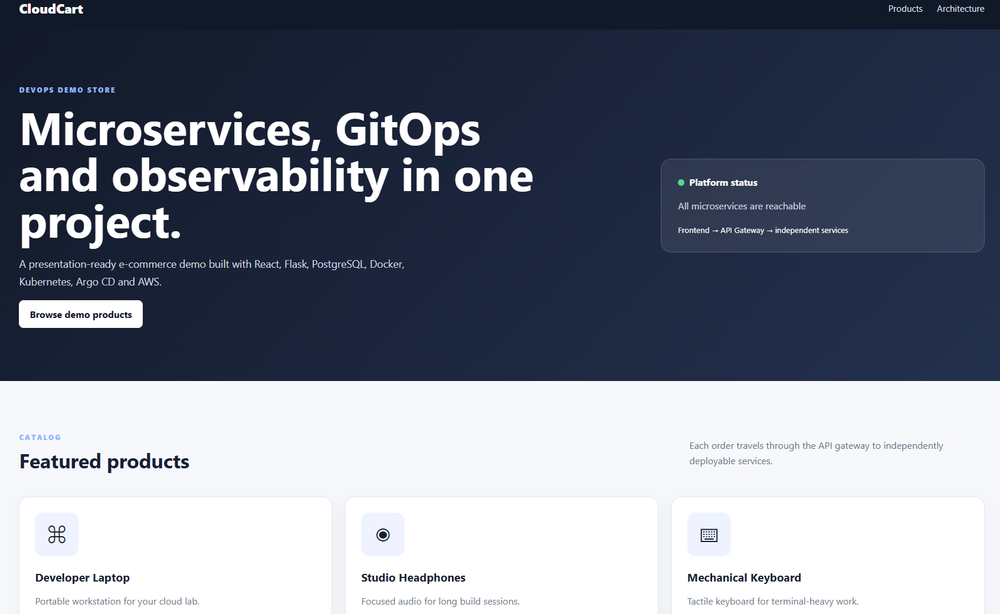 CloudCart
Products
Architecture
DEVOPS DEMO STORE
Microservices, GitOps
and observability in one
project.
A presentation-ready e-commerce demo built with React, Flask, PostgreSQL, Docker,
Kubernetes, Argo CD and AWS.
Browse demo products
Platform status
All microservices are reachable
Frontend → API Gateway → independent services
CATALOG
Featured products
Each order travels through the API gateway to independently
deployable services.
Developer Laptop
Portable workstation for your cloud lab.
Studio Headphones
Focused audio for long build sessions.
Mechanical Keyboard
Tactile keyboard for terminal-heavy work.